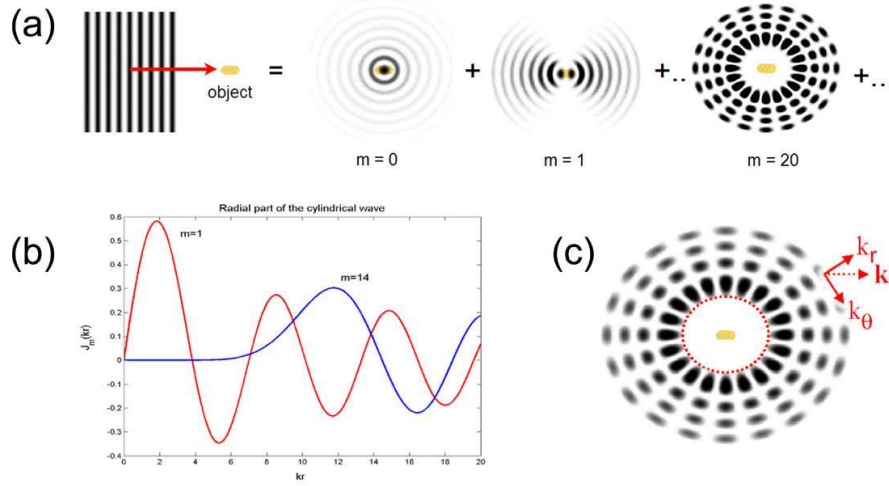 (a)
object
=
+
+..
+..
m = 0
m = 1
m = 20
(b)
Radial part of the cylindrical wave
0.6
0.5
0.4
0.3
0.2
0.1
0
-0.1
-0.2
-0.3
-0.4
J_m(kr)
m=1
m=14
0 2 4 6 8 10 12 14 16 18 20
kr
(c)
k_r
k
k_θ